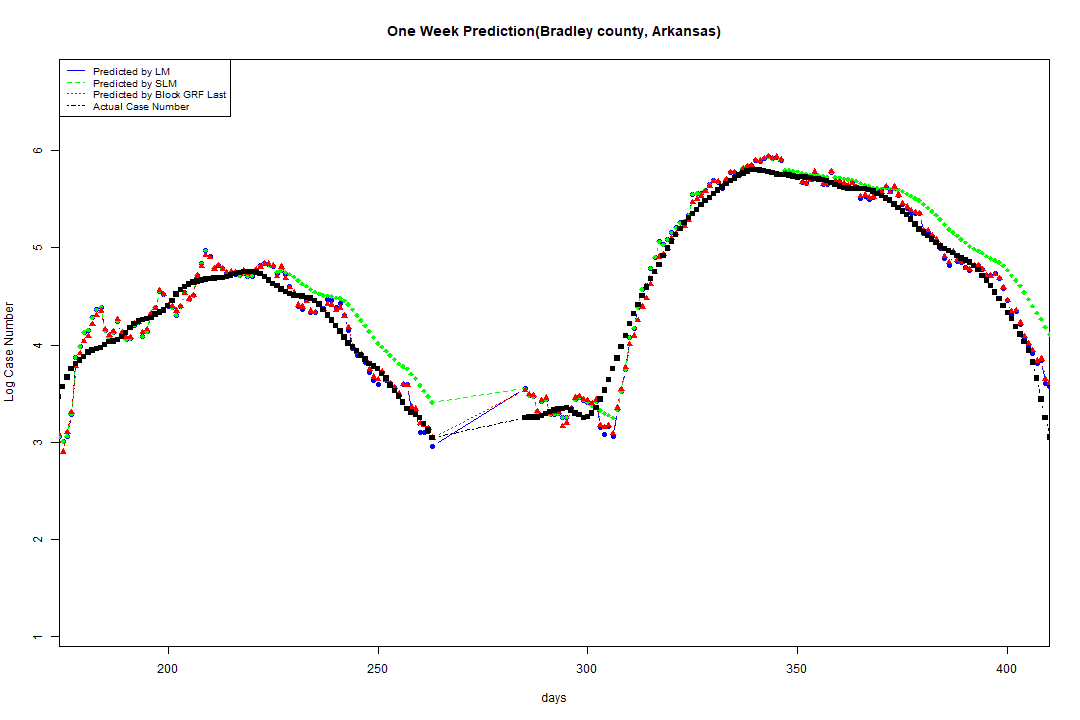 One Week Prediction(Bradley county, Arkansas)
Predicted by LM
Predicted by SLM
Predicted by Block GRF Last
Actual Case Number
6
5
4
3
2
1
Log Case Number
200 250 300 350 400
days